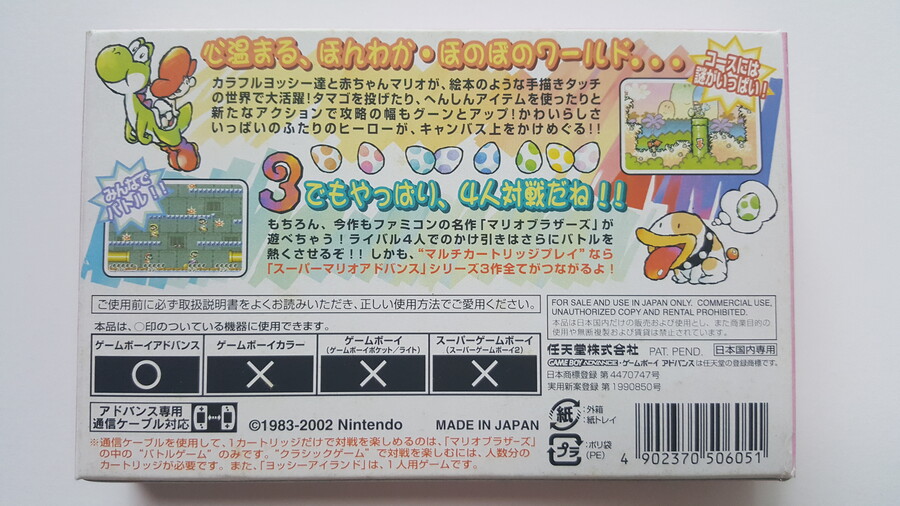 心温まる、ほんわか・ほのぼのワールド...
コースには
謎がいっぱい！
カラフルヨッシー達と赤ちゃんマリオが、絵本のような手描きタッチ
の世界で大活躍！タマゴを投げたり、へんしんアイテムを使ったりと
新たなアクションで攻略の幅もグーンとアップ！かわいらしさ
いっぱいのふたりのヒーローが、キャンバス上をかけめぐる！！
みんなで
バトル！！
3でもやっぱり、4人対戦だね！！
もちろん、今作もファミコンの名作「マリオブラザーズ」が
遊べちゃう！ライバル4人でのかけ引きはさらにバトルを
熱くさせるぞ！！しかも、"マルチカートリッジプレイ"なら
「スーパーマリオアドバンス」シリーズ3作全てがつながるよ！
ご使用前に必ず取扱説明書をよくお読みいただき、正しい使用方法でご愛用ください。
本品は、○印のついている機器に使用できます。
ゲームボーイアドバンス
ゲームボーイカラー
ゲームボーイ
(ゲームボーイポケット/ライト)
スーパーゲームボーイ
(スーパーゲームボーイ2)
アドバンス専用
通信ケーブル対応
©1983-2002 Nintendo
MADE IN JAPAN
※通信ケーブルを使用して、1カートリッジだけで対戦を楽しめるのは、「マリオブラザーズ」
の中の"バトルゲーム"のみです。"クラシックゲーム"で対戦を楽しむには、人数分の
カートリッジが必要です。また、「ヨッシーアイランド」は、1人用ゲームです。
FOR SALE AND USE IN JAPAN ONLY. COMMERCIAL USE,
UNAUTHORIZED COPY AND RENTAL PROHIBITED.
本品は日本国内だけの販売および使用とし、また商業目的の
使用や無断複製および賃貸は禁止されています。
任天堂株式会社 PAT. PEND. 日本国内専用
GAME BOY ADVANCE・ゲームボーイ アドバンスは任天堂の登録商標です。
日本商標登録 第4470747号
実用新案登録 第1990850号
紙
:外箱
紙トレイ
プラ
:ポリ袋
(PE)
4 902370 506051